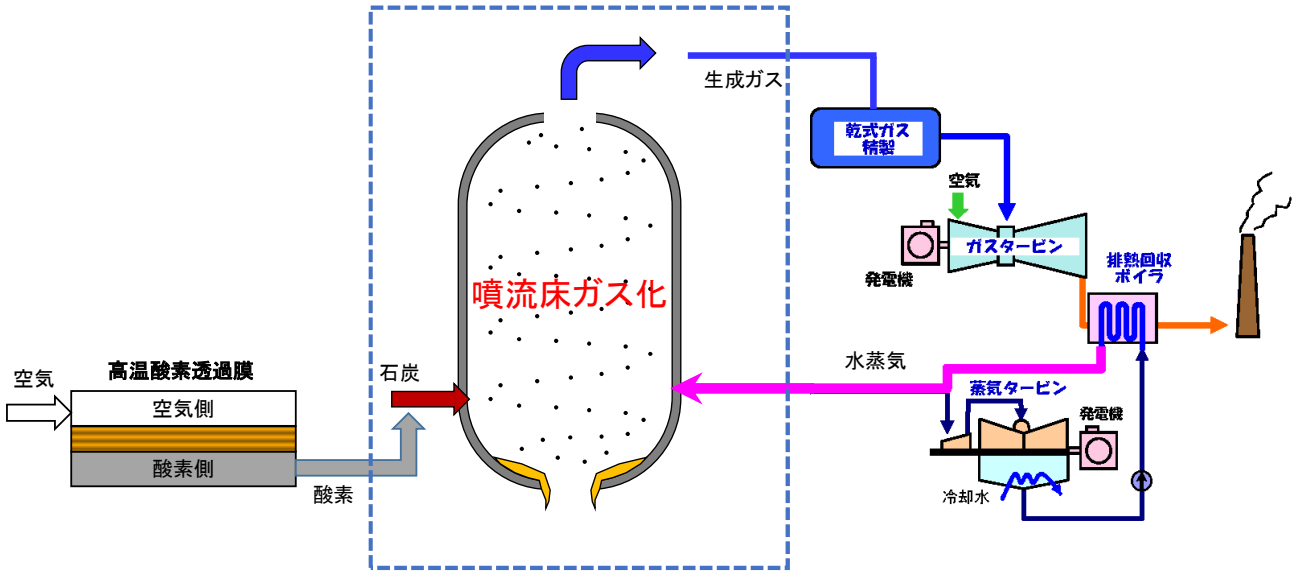 生成ガス
乾式ガス
精製
空気
ガスタービン
発電機
排熱回収
ボイラ
噴流床ガス化
高温酸素透過膜
空気
空気側
酸素側
酸素
石炭
水蒸気
蒸気タービン
発電機
冷却水